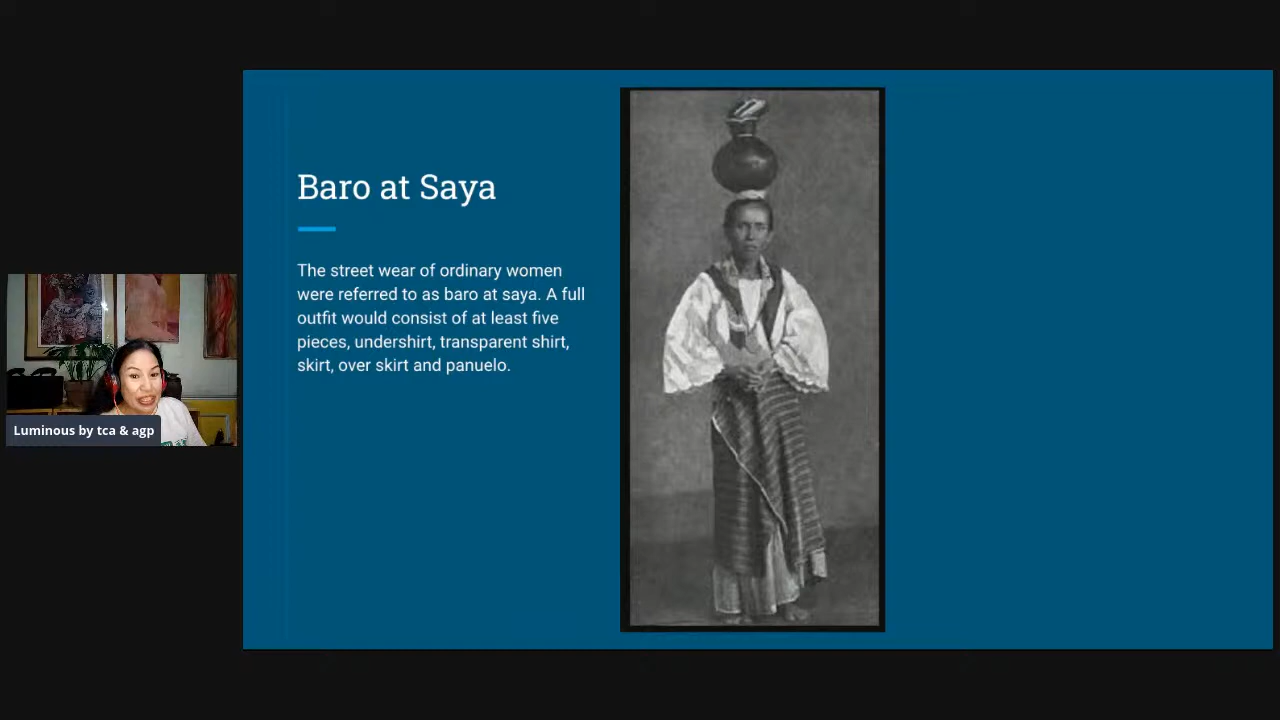 Baro at Saya
The street wear of ordinary women
were referred to as baro at saya. A full
outfit would consist of at least five
pieces, undershirt, transparent shirt,
skirt, over skirt and panuelo.
Luminous by tca & agp